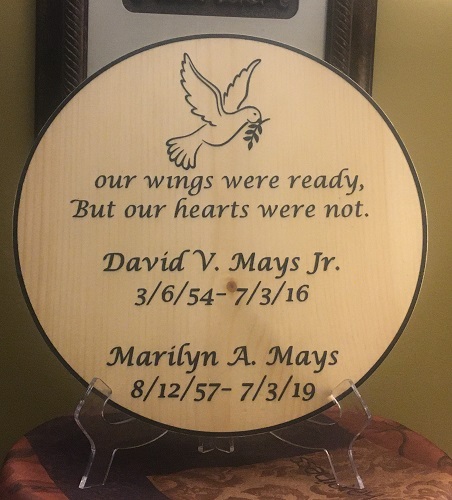 our wings were ready,
But our hearts were not.
David V. Mays Jr.
3/6/54- 7/3/16
Marilyn A. Mays
8/12/57- 7/3/19